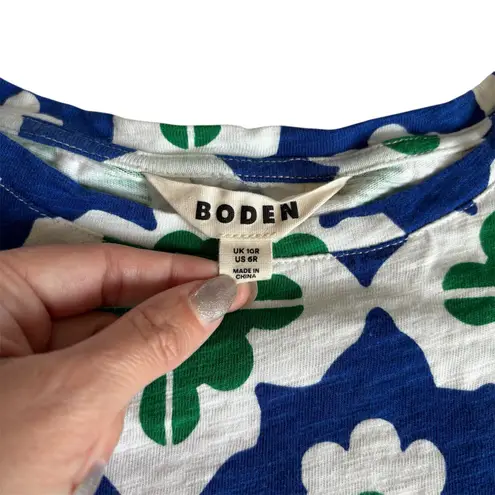 BODEN
UK 10R
US 6R
MADE IN
CHINA